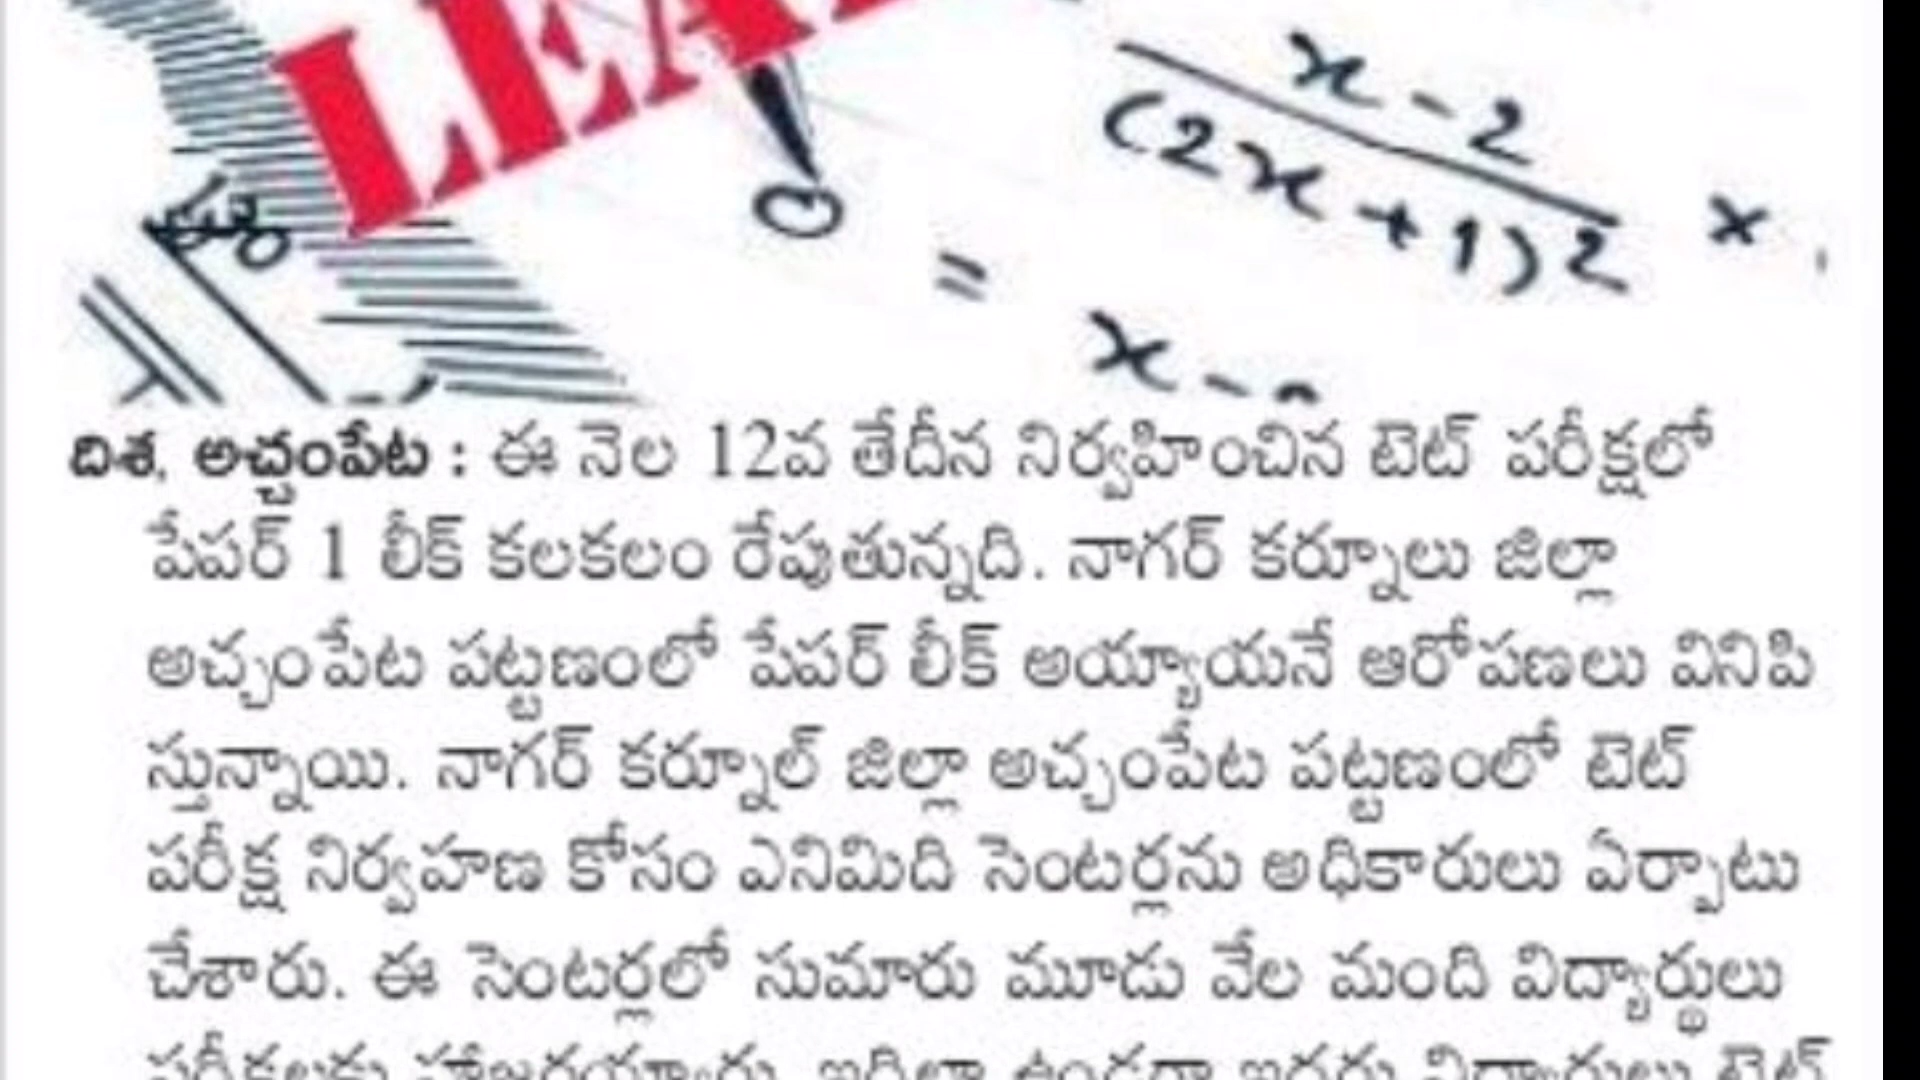 LEA
x-2
(2x+1)2 ×
=
x-
దిశ, అచ్చంపేట : ఈ నెల 12వ తేదీన నిర్వహించిన టెట్ పరీక్షలో
పేపర్ 1 లీక్ కలకలం రేపుతున్నది. నాగర్ కర్నూలు జిల్లా
అచ్చంపేట పట్టణంలో పేపర్ లీక్ అయ్యాయనే ఆరోపణలు వినిపి
స్తున్నాయి. నాగర్ కర్నూల్ జిల్లా అచ్చంపేట పట్టణంలో టెట్
పరీక్ష నిర్వహణ కోసం ఎనిమిది సెంటర్లను అధికారులు ఏర్పాటు
చేశారు. ఈ సెంటర్లలో సుమారు మూడు వేల మంది విద్యార్థులు